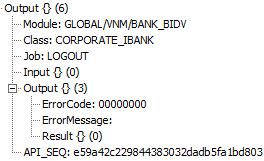 Output {} (6)
Module: GLOBAL/VNM/BANK_BIDV
Class: CORPORATE_IBANK
Job: LOGOUT
Input {} (0)
Output {} (3)
ErrorCode: 00000000
ErrorMessage:
Result {} (0)
API_SEQ: e59a42c229844383032dadb5fa1bd803